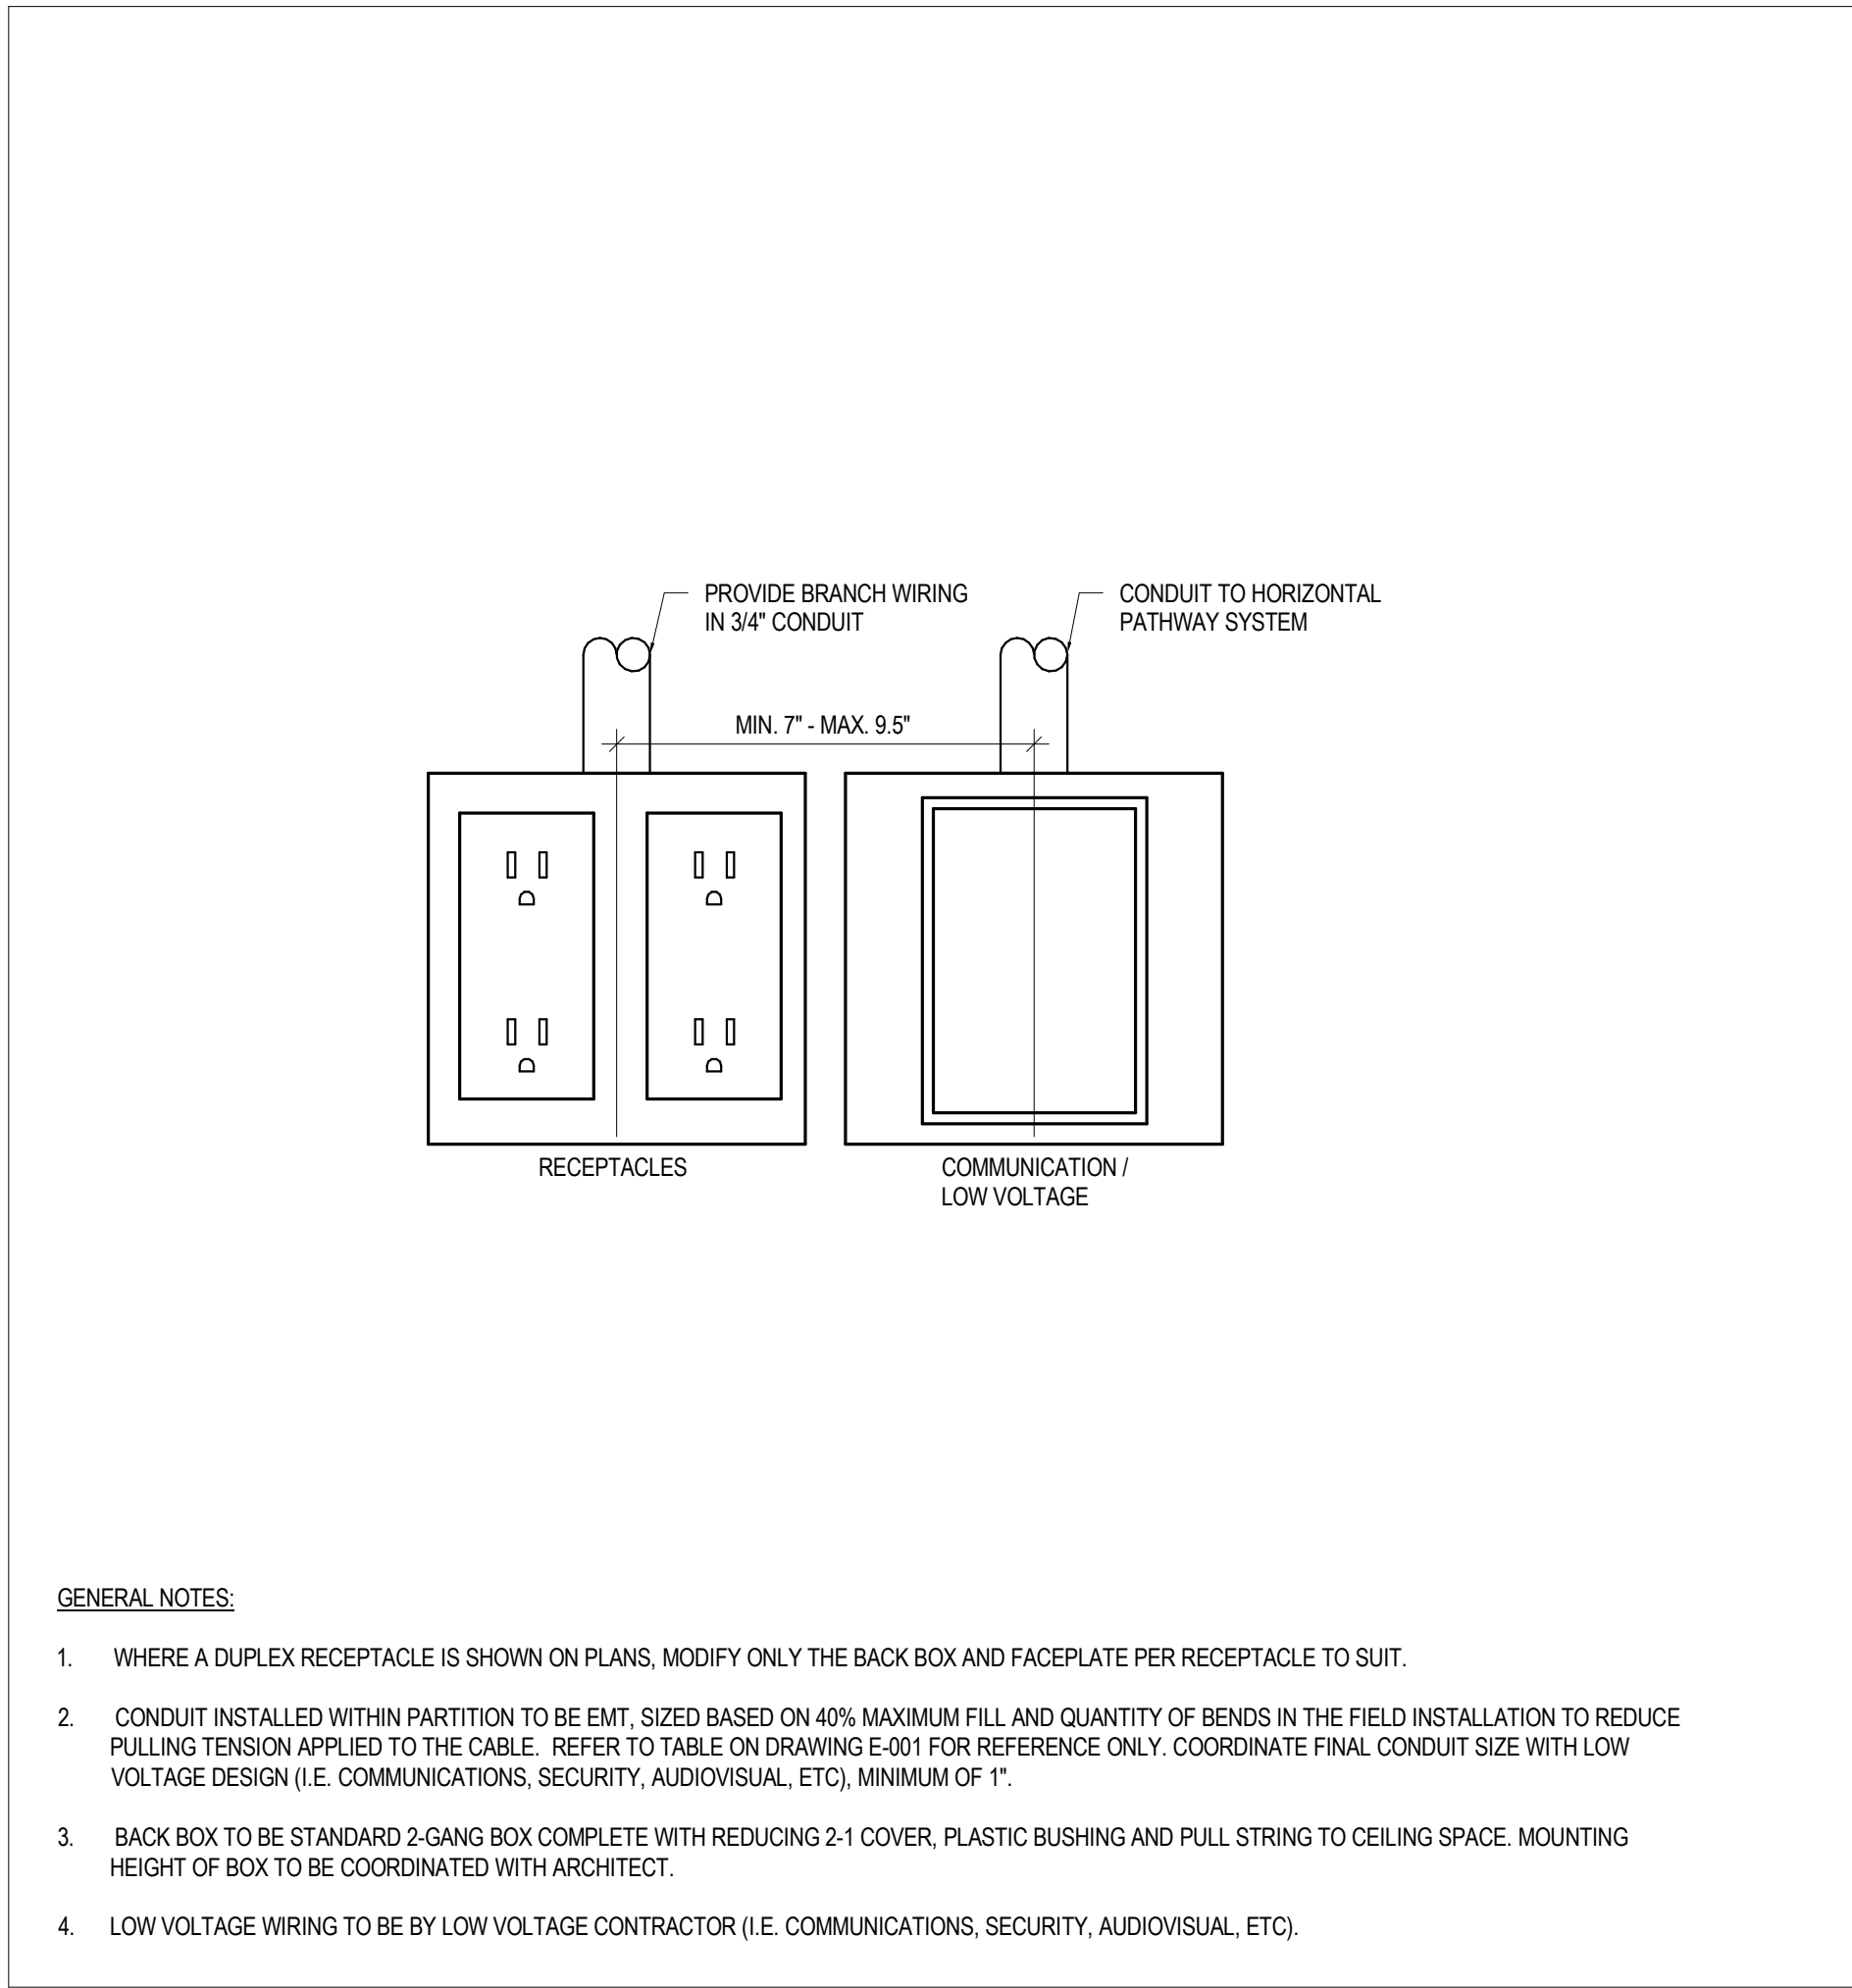 PROVIDE BRANCH WIRING
IN 3/4" CONDUIT
CONDUIT TO HORIZONTAL
PATHWAY SYSTEM
MIN. 7" - MAX. 9.5"
RECEPTACLES
COMMUNICATION /
LOW VOLTAGE
GENERAL NOTES:
1. WHERE A DUPLEX RECEPTACLE IS SHOWN ON PLANS, MODIFY ONLY THE BACK BOX AND FACEPLATE PER RECEPTACLE TO SUIT.
2. CONDUIT INSTALLED WITHIN PARTITION TO BE EMT, SIZED BASED ON 40% MAXIMUM FILL AND QUANTITY OF BENDS IN THE FIELD INSTALLATION TO REDUCE
PULLING TENSION APPLIED TO THE CABLE. REFER TO TABLE ON DRAWING E-001 FOR REFERENCE ONLY. COORDINATE FINAL CONDUIT SIZE WITH LOW
VOLTAGE DESIGN (I.E. COMMUNICATIONS, SECURITY, AUDIOVISUAL, ETC), MINIMUM OF 1".
3. BACK BOX TO BE STANDARD 2-GANG BOX COMPLETE WITH REDUCING 2-1 COVER, PLASTIC BUSHING AND PULL STRING TO CEILING SPACE. MOUNTING
HEIGHT OF BOX TO BE COORDINATED WITH ARCHITECT.
4. LOW VOLTAGE WIRING TO BE BY LOW VOLTAGE CONTRACTOR (I.E. COMMUNICATIONS, SECURITY, AUDIOVISUAL, ETC).